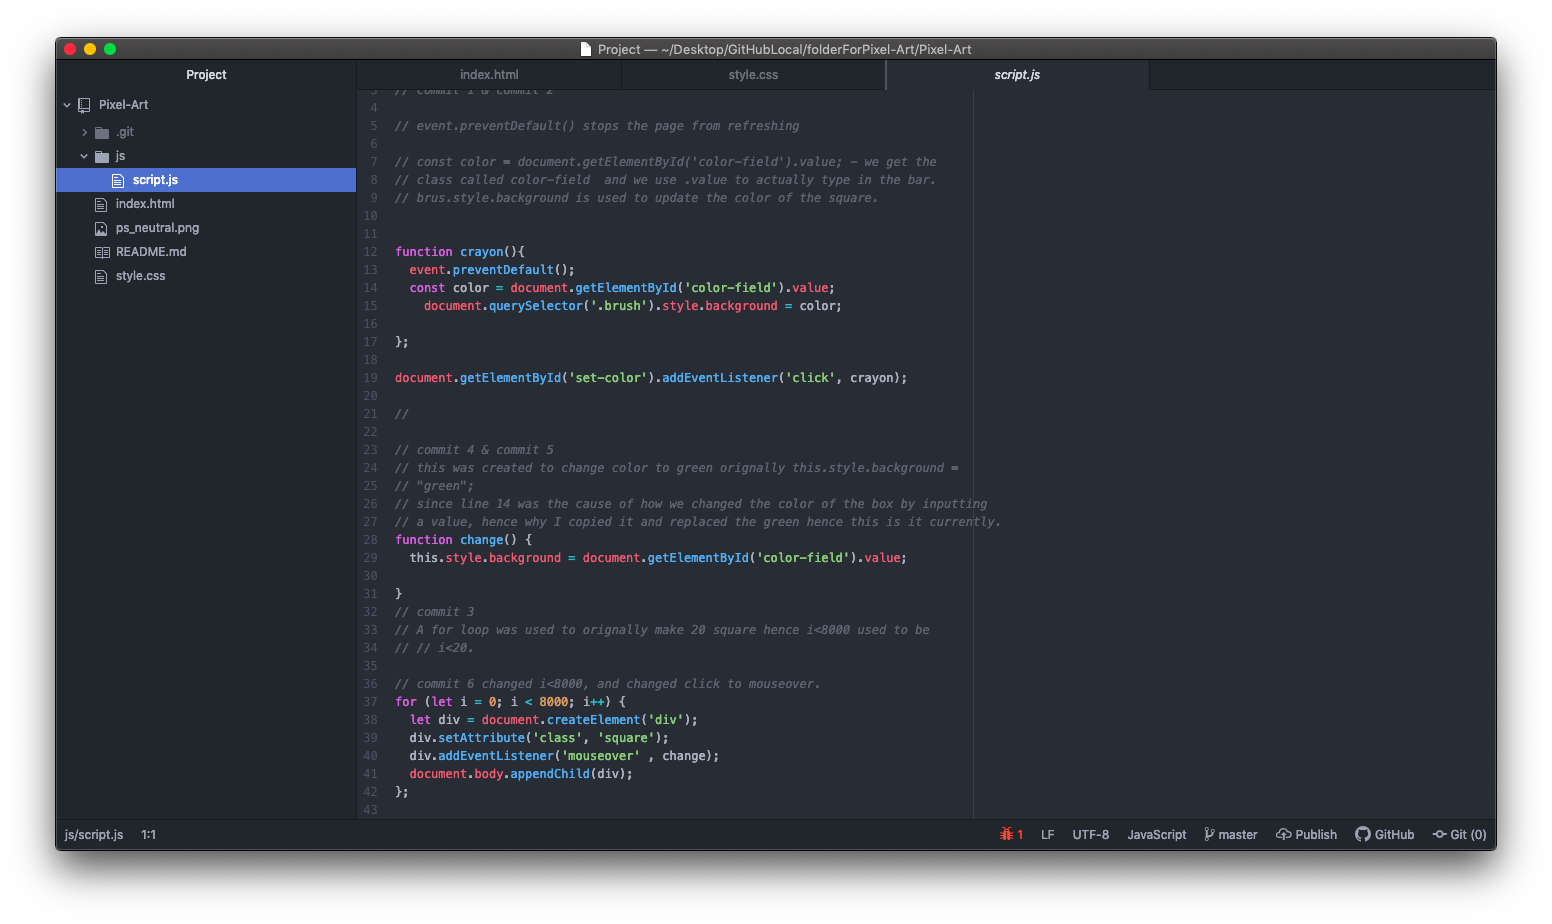 Project — ~/Desktop/GitHubLocal/folderForPixel-Art/Pixel-Art
Project
index.html
style.css
script.js
Pixel-Art
.git
js
script.js
index.html
ps_neutral.png
README.md
style.css
3 // commit 1 & commit 2
4
5 // event.preventDefault() stops the page from refreshing
6
7 // const color = document.getElementById('color-field').value; - we get the
8 // class called color-field  and we use .value to actually type in the bar.
9 // brus.style.background is used to update the color of the square.
10
11
12 function crayon(){
13   event.preventDefault();
14   const color = document.getElementById('color-field').value;
15     document.querySelector('.brush').style.background = color;
16
17 };
18
19 document.getElementById('set-color').addEventListener('click', crayon);
20
21 //
22
23 // commit 4 & commit 5
24 // this was created to change color to green orignally this.style.background =
25 // "green";
26 // since line 14 was the cause of how we changed the color of the box by inputting
27 // a value, hence why I copied it and replaced the green hence this is it currently.
28 function change() {
29   this.style.background = document.getElementById('color-field').value;
30
31 }
32 // commit 3
33 // A for loop was used to orignally make 20 square hence i<8000 used to be
34 // // i<20.
35
36 // commit 6 changed i<8000, and changed click to mouseover.
37 for (let i = 0; i < 8000; i++) {
38   let div = document.createElement('div');
39   div.setAttribute('class', 'square');
40   div.addEventListener('mouseover' , change);
41   document.body.appendChild(div);
42 };
43
js/script.js 1:1 1 LF UTF-8 JavaScript master Publish GitHub Git (0)